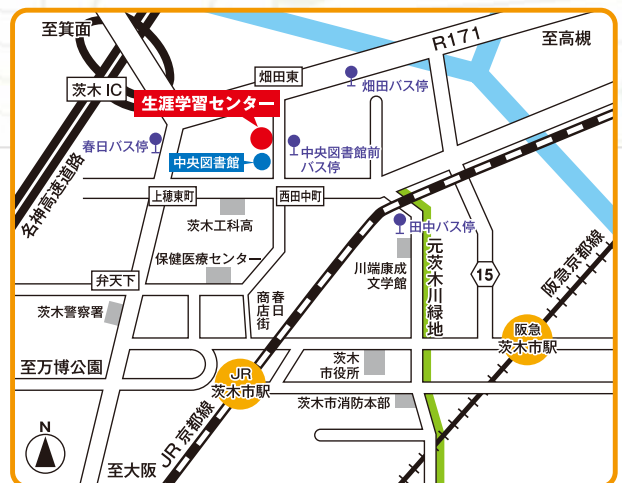 至箕面
R171
至高槻
畑田東
茨木 IC
畑田バス停
生涯学習センター
春日バス停
中央図書館前
バス停
中央図書館
名神高速道路
上穂東町
西田中町
茨木工科高
田中バス停
保健医療センター
川端康成
文学館
元茨木川緑地
15
阪急京都線
弁天下
春日
商店街
茨木警察署
阪急
茨木市駅
至万博公園
茨木
市役所
JR
茨木市駅
茨木市消防本部
JR 京都線
N
至大阪